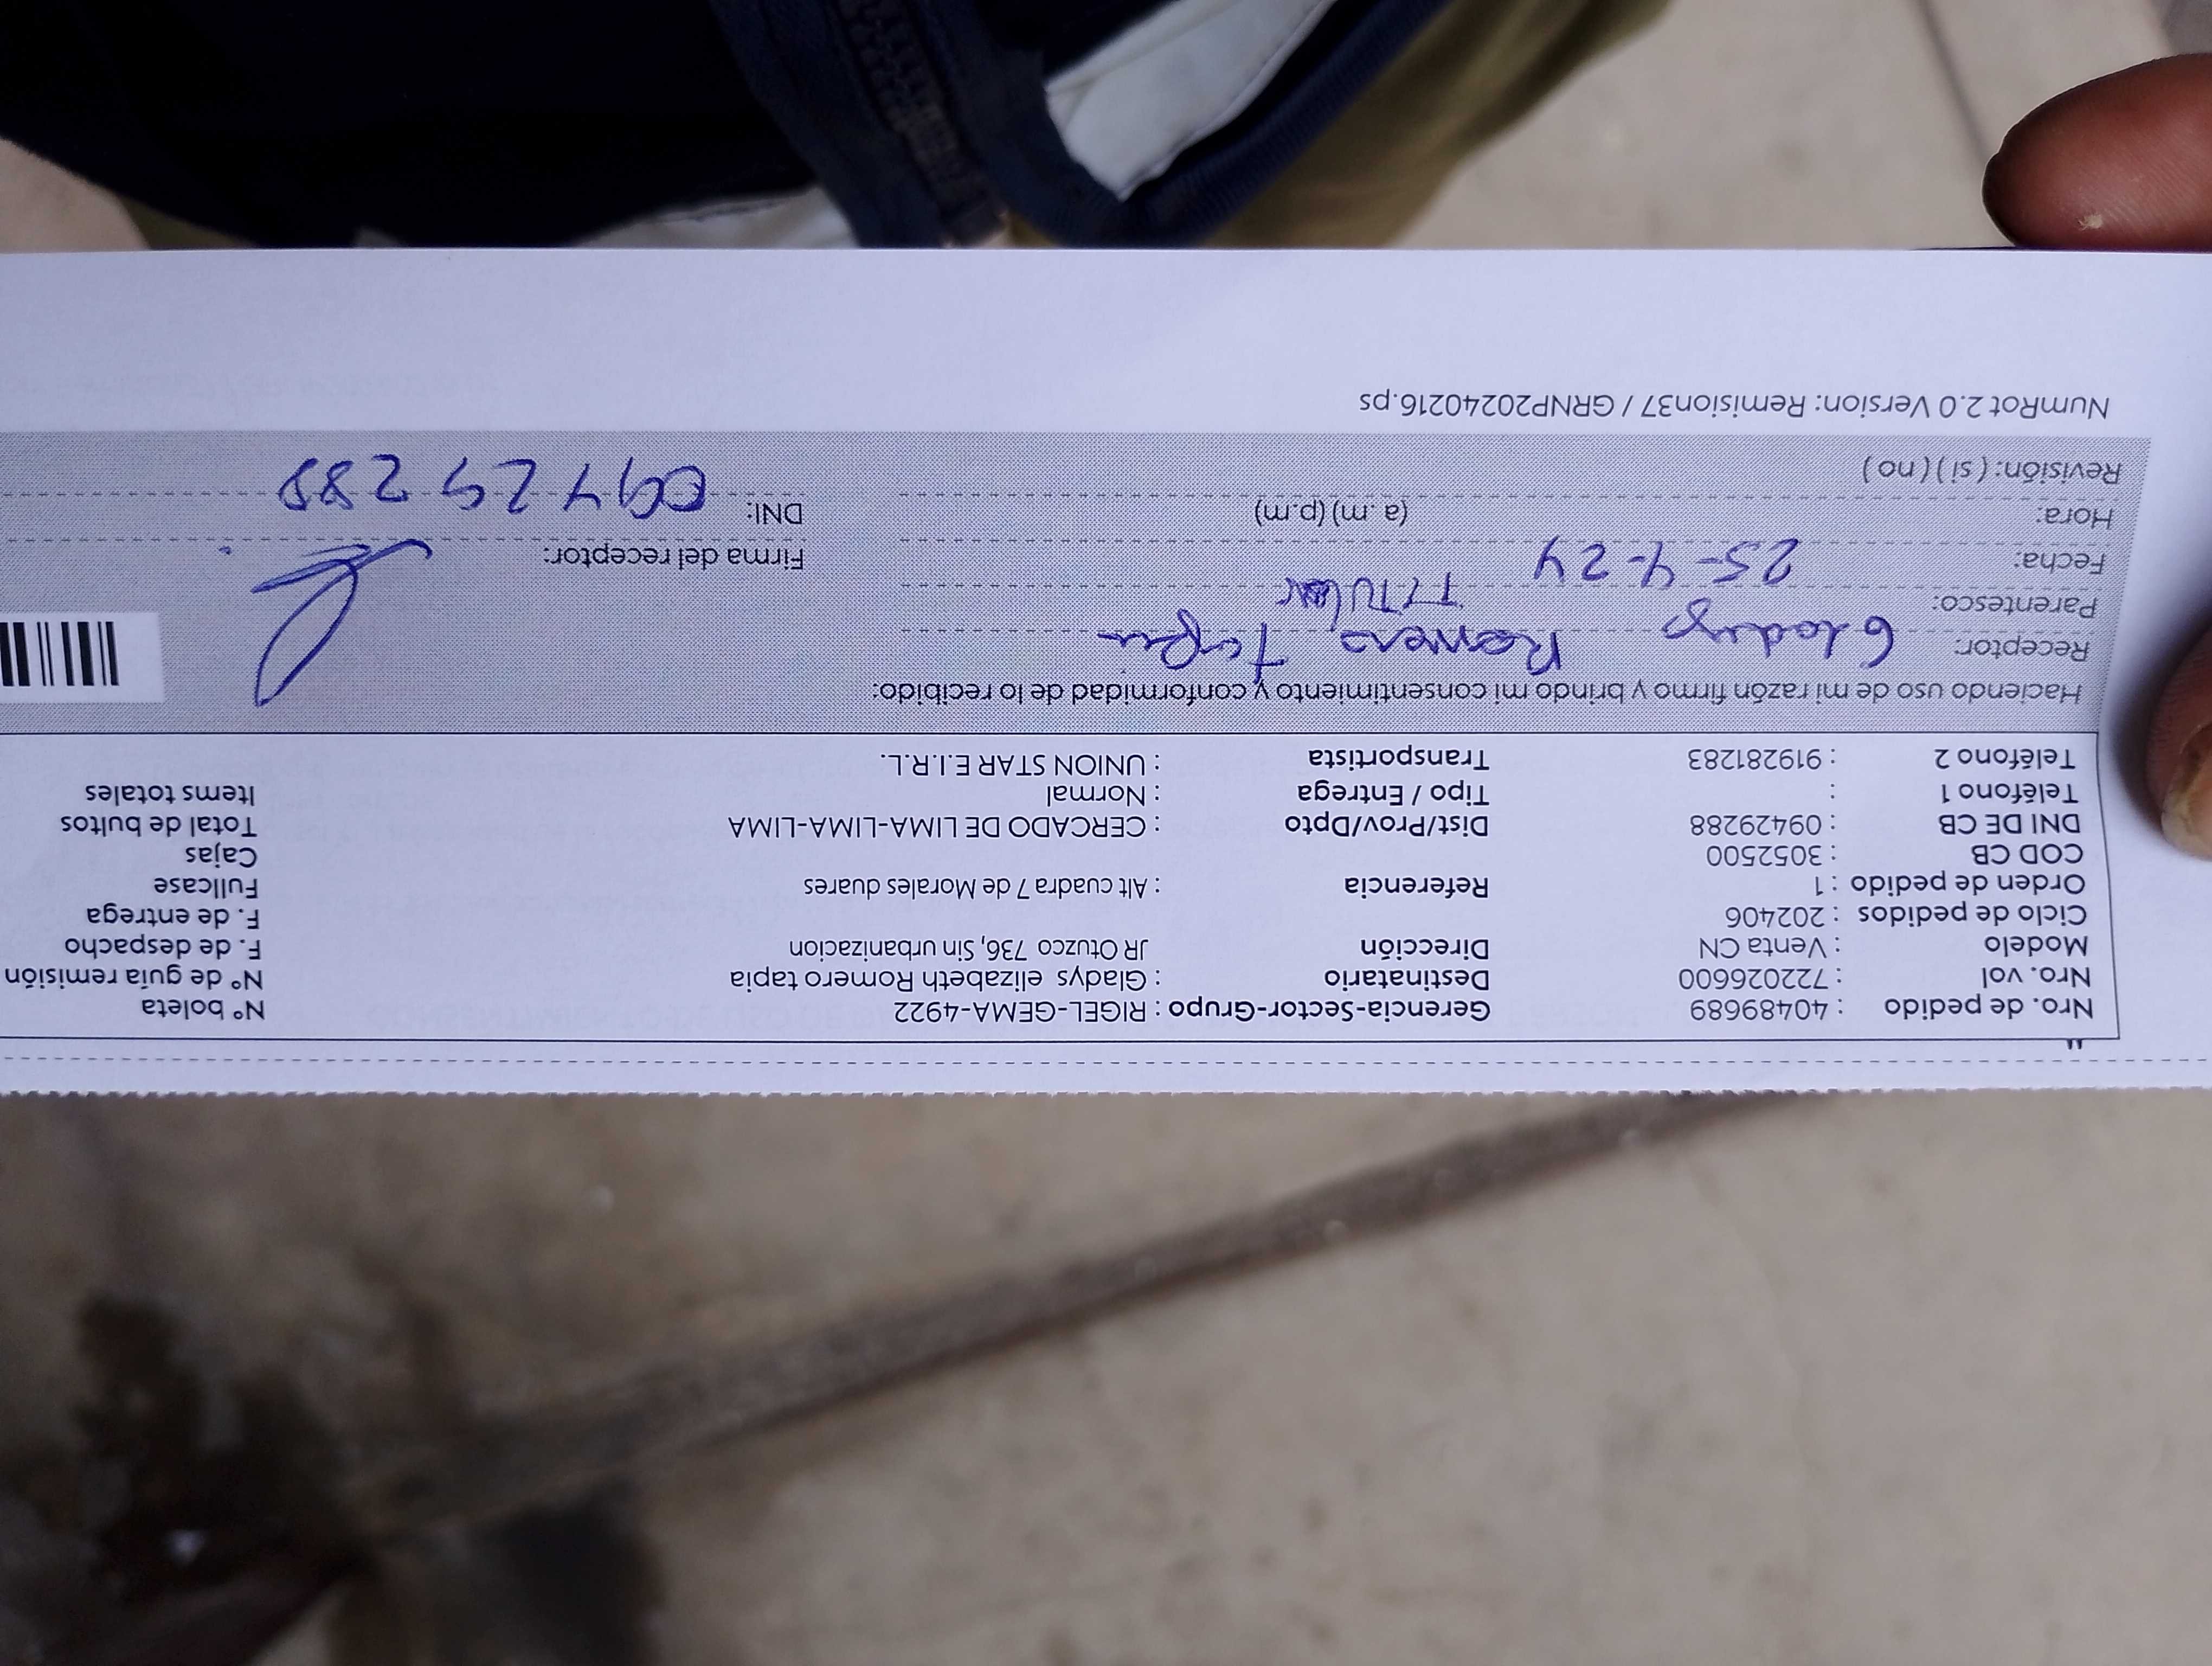 Nro. de pedido : 40489689 Gerencia-Sector-Grupo : RIGEL-GEMA-4922 N° boleta
Nro. vol : 722026600 Destinatario : Gladys elizabeth Romero tapia N° de guía remisión
Modelo : Venta CN Dirección JR Otuzco 736, Sin urbanizacion F. de despacho
Ciclo de pedidos : 202406 F. de entrega
Orden de pedido : 1 Referencia : Alt cuadra 7 de Morales duares Fullcase
COD CB : 3052500 Cajas
DNI DE CB : 09429288 Dist/Prov/Dpto : CERCADO DE LIMA-LIMA-LIMA Total de bultos
Teléfono 1 : Tipo / Entrega : Normal Items totales
Teléfono 2 : 919281283 Transportista : UNION STAR E.I.R.L.
Haciendo uso de mi razón firmo y brindo mi consentimiento y conformidad de lo recibido:
Receptor: Gladys Romero Tapia
Parentesco: TITULar
Fecha: 25-4-24 Firma del receptor:
Hora: (a .m) (p.m) DNI: 09429288
Revisión: ( si ) ( no )
NumRot 2.0 Version: Remision37 / GRNP20240216.ps